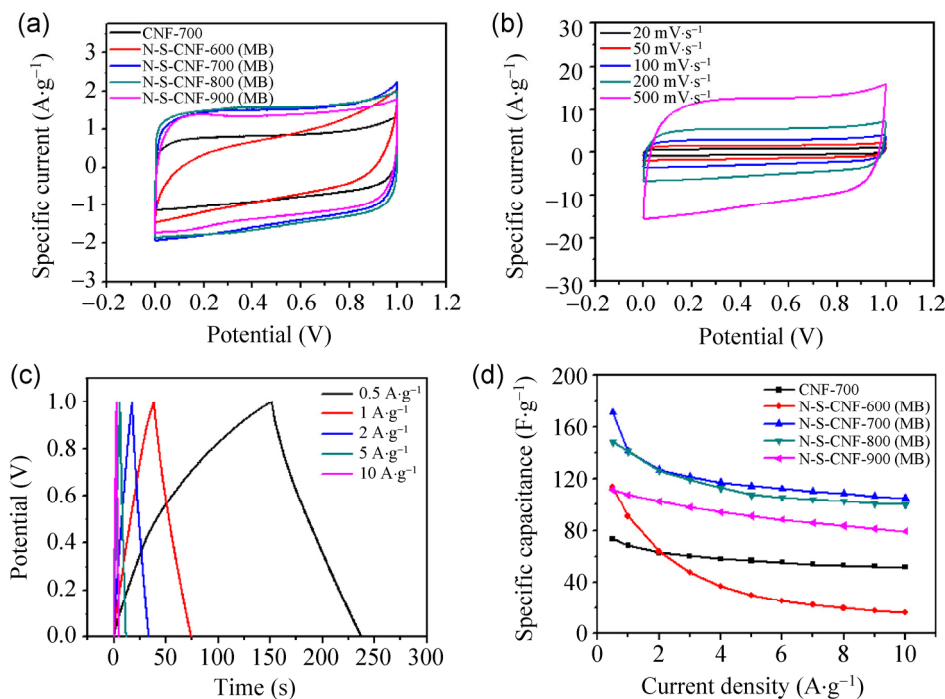 (a)
CNF-700
N-S-CNF-600 (MB)
N-S-CNF-700 (MB)
N-S-CNF-800 (MB)
N-S-CNF-900 (MB)
Specific current (A·g⁻¹)
3
2
1
0
−1
−2
−3
−0.2 0.0 0.2 0.4 0.6 0.8 1.0 1.2
Potential (V)
(b)
20 mV·s⁻¹
50 mV·s⁻¹
100 mV·s⁻¹
200 mV·s⁻¹
500 mV·s⁻¹
Specific current (A·g⁻¹)
30
20
10
0
−10
−20
−30
−0.2 0.0 0.2 0.4 0.6 0.8 1.0 1.2
Potential (V)
(c)
0.5 A·g⁻¹
1 A·g⁻¹
2 A·g⁻¹
5 A·g⁻¹
10 A·g⁻¹
Potential (V)
1.0
0.8
0.6
0.4
0.2
0.0
0 50 100 150 200 250 300
Time (s)
(d)
CNF-700
N-S-CNF-600 (MB)
N-S-CNF-700 (MB)
N-S-CNF-800 (MB)
N-S-CNF-900 (MB)
Specific capacitance (F·g⁻¹)
200
160
120
80
40
0
0 2 4 6 8 10
Current density (A·g⁻¹)